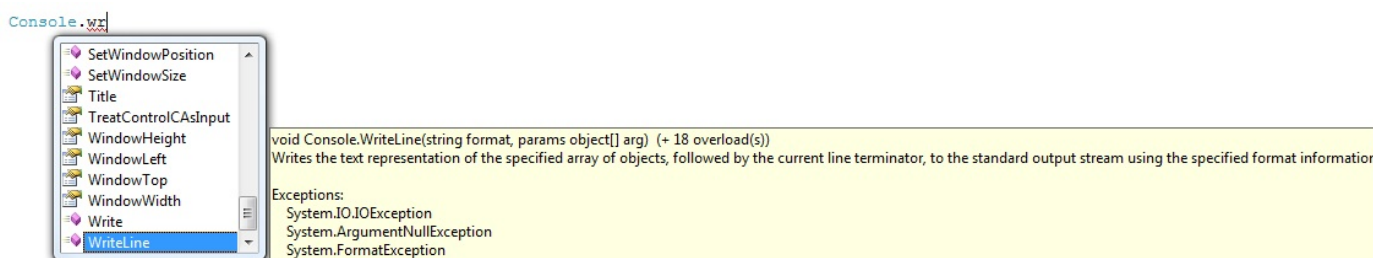 Console.wr
SetWindowPosition
SetWindowSize
Title
TreatControlCAsInput
WindowHeight
WindowLeft
WindowTop
WindowWidth
Write
WriteLine
void Console.WriteLine(string format, params object[] arg)  (+ 18 overload(s))
Writes the text representation of the specified array of objects, followed by the current line terminator, to the standard output stream using the specified format information
Exceptions:
System.IO.IOException
System.ArgumentNullException
System.FormatException